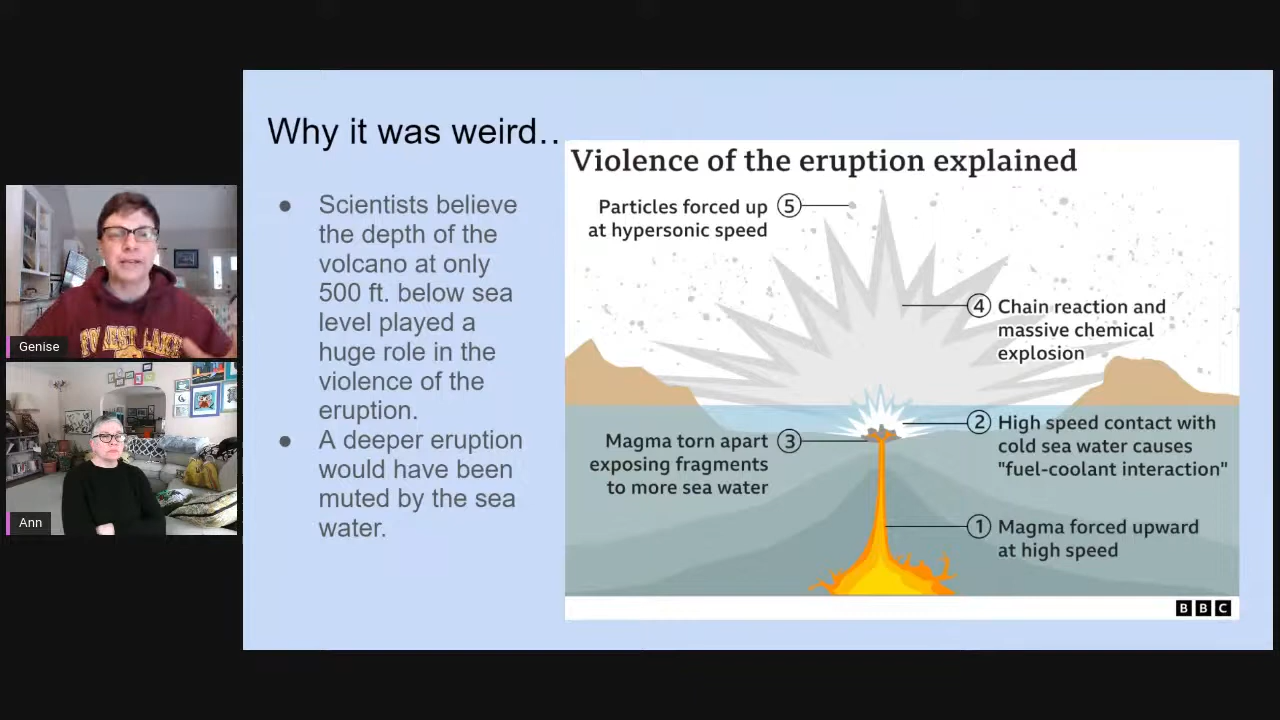 Why it was weird..
Scientists believe
the depth of the
volcano at only
500 ft. below sea
level played a
huge role in the
violence of the
eruption.
A deeper eruption
would have been
muted by the sea
water.
Violence of the eruption explained
Particles forced up
at hypersonic speed
5
4
Chain reaction and
massive chemical
explosion
2
High speed contact with
cold sea water causes
"fuel-coolant interaction"
Magma torn apart
exposing fragments
to more sea water
3
1
Magma forced upward
at high speed
BBC
FOREST LAKE
Genise
Ann